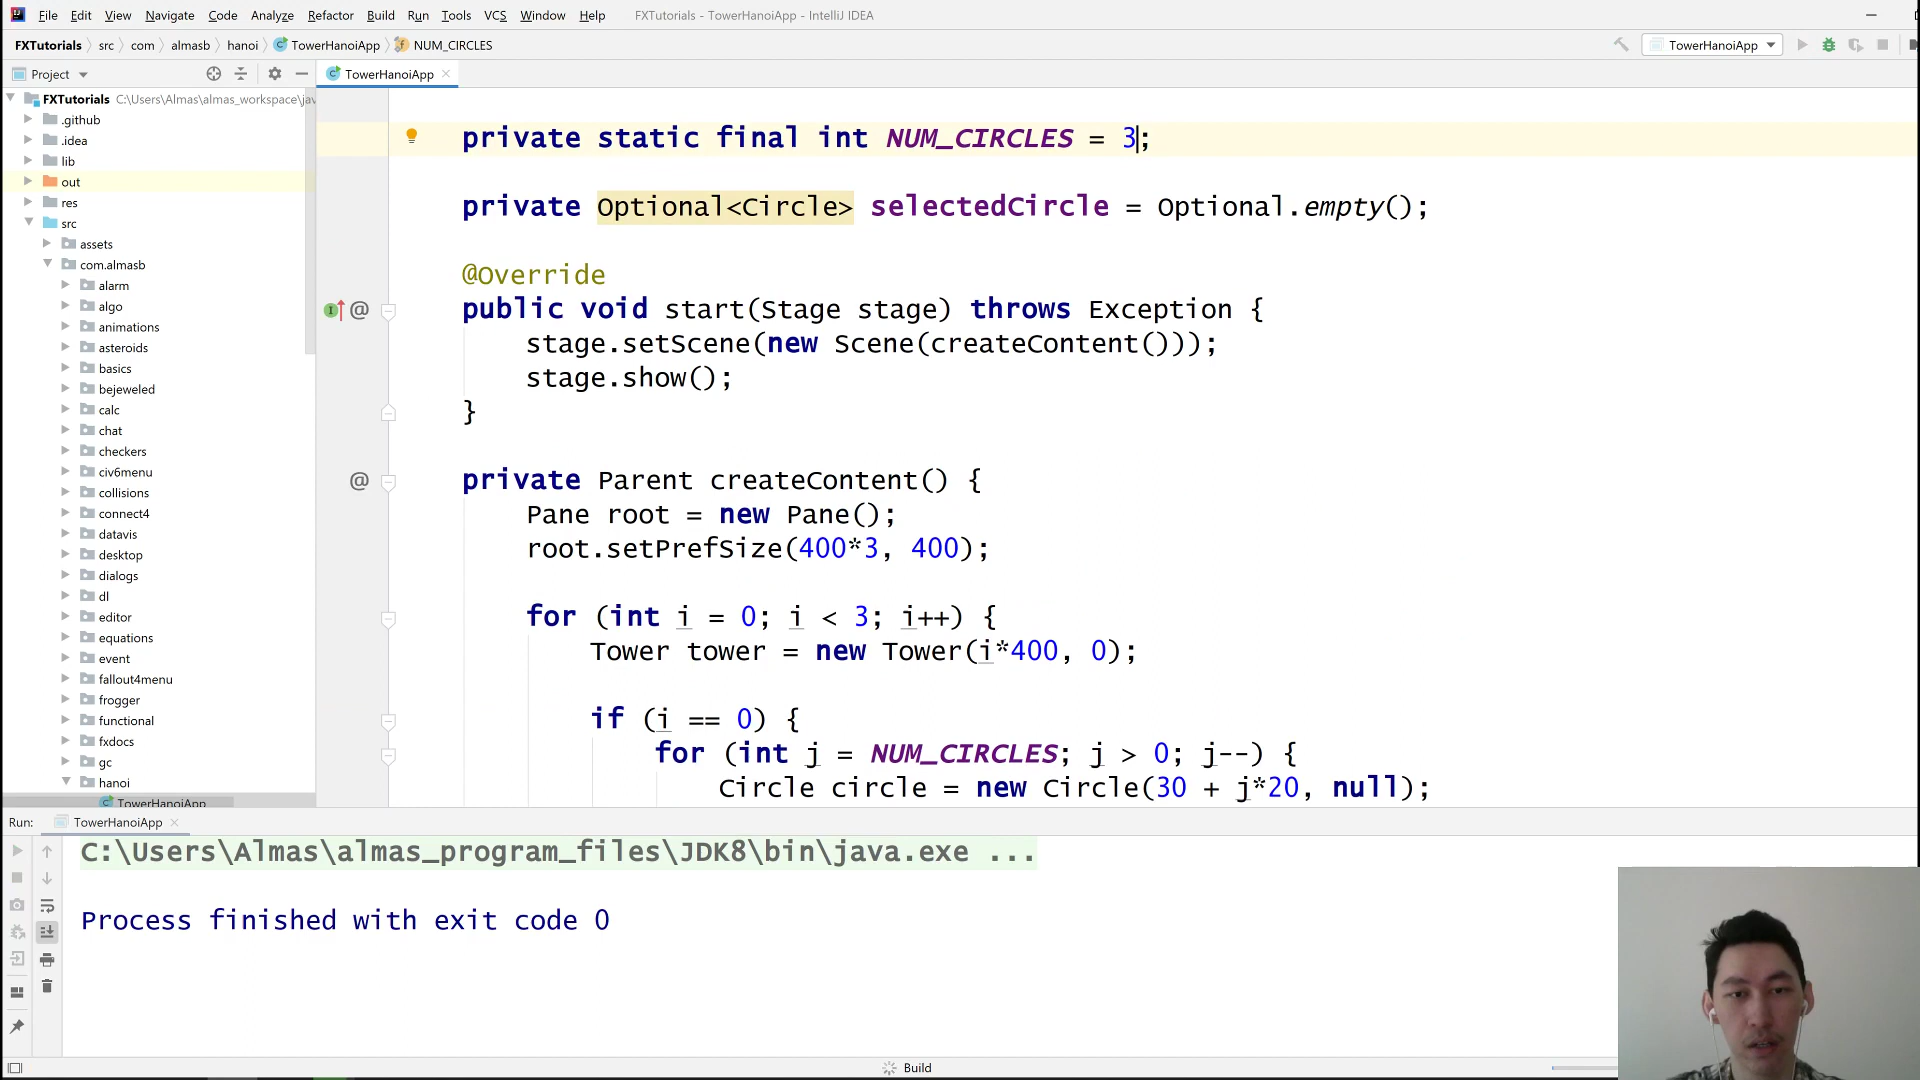 File Edit View Navigate Code Analyze Refactor Build Run Tools VCS Window Help FXTutorials - TowerHanoiApp - IntelliJ IDEA
FXTutorials src com almasb hanoi TowerHanoiApp NUM_CIRCLES TowerHanoiApp
Project TowerHanoiApp
FXTutorials C:\Users\Almas\almas_workspace\jav
.github
.idea
lib
out
res
src
assets
com.almasb
alarm
algo
animations
asteroids
basics
bejeweled
calc
chat
checkers
civ6menu
collisions
connect4
datavis
desktop
dialogs
dl
editor
equations
event
fallout4menu
frogger
functional
fxdocs
gc
hanoi
TowerHanoiApp
private static final int NUM_CIRCLES = 3;
private Optional<Circle> selectedCircle = Optional.empty();
@Override
public void start(Stage stage) throws Exception {
stage.setScene(new Scene(createContent()));
stage.show();
}
private Parent createContent() {
Pane root = new Pane();
root.setPrefSize(400*3, 400);
for (int i = 0; i < 3; i++) {
Tower tower = new Tower(i*400, 0);
if (i == 0) {
for (int j = NUM_CIRCLES; j > 0; j--) {
Circle circle = new Circle(30 + j*20, null);
Run: TowerHanoiApp
C:\Users\Almas\almas_program_files\JDK8\bin\java.exe ...
Process finished with exit code 0
Build